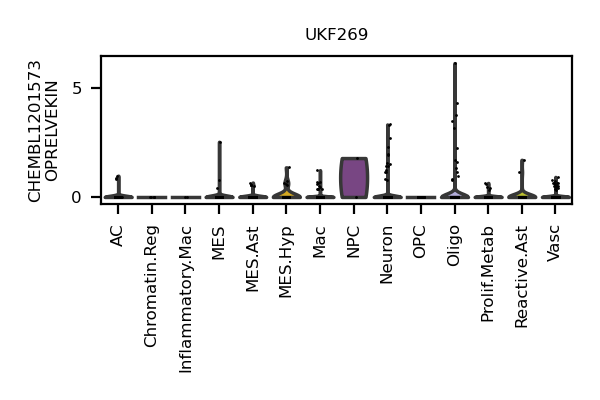 UKF269
CHEMBL1201573
OPRELVEKIN
5
0
AC
Chromatin.Reg
Inflammatory.Mac
MES
MES.Ast
MES.Hyp
Mac
NPC
Neuron
OPC
Oligo
Prolif.Metab
Reactive.Ast
Vasc